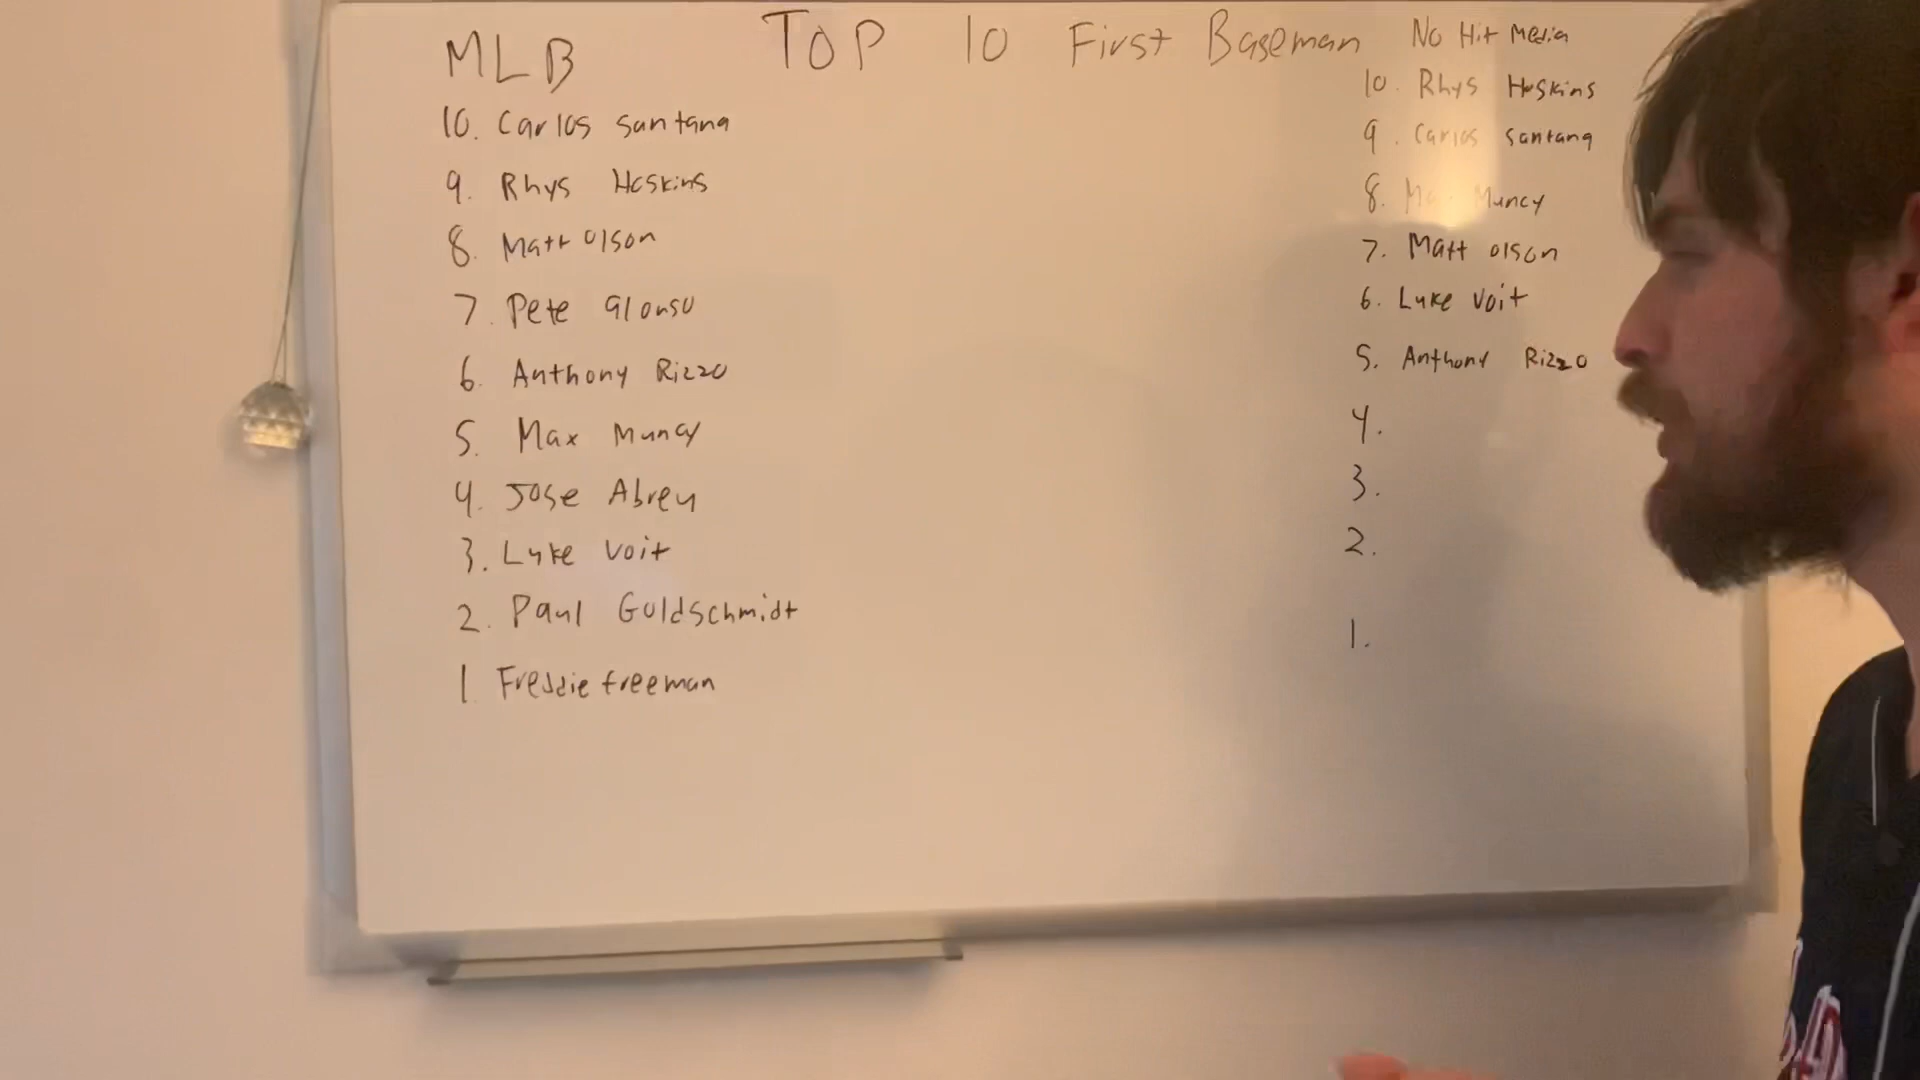 MLB
TOP 10 First Baseman
10. Carlos santana
9. Rhys Hoskins
8. Matt Olson
7. Pete Alonso
6. Anthony Rizzo
5. Max Muncy
4. Jose Abreu
3. Luke Voit
2. Paul Goldschmidt
1. Freddie freeman
No Hit Media
10. Rhys Hoskins
9. Carlos Santana
8. Max Muncy
7. Matt olson
6. Luke Voit
5. Anthony Rizzo
4.
3.
2.
1.